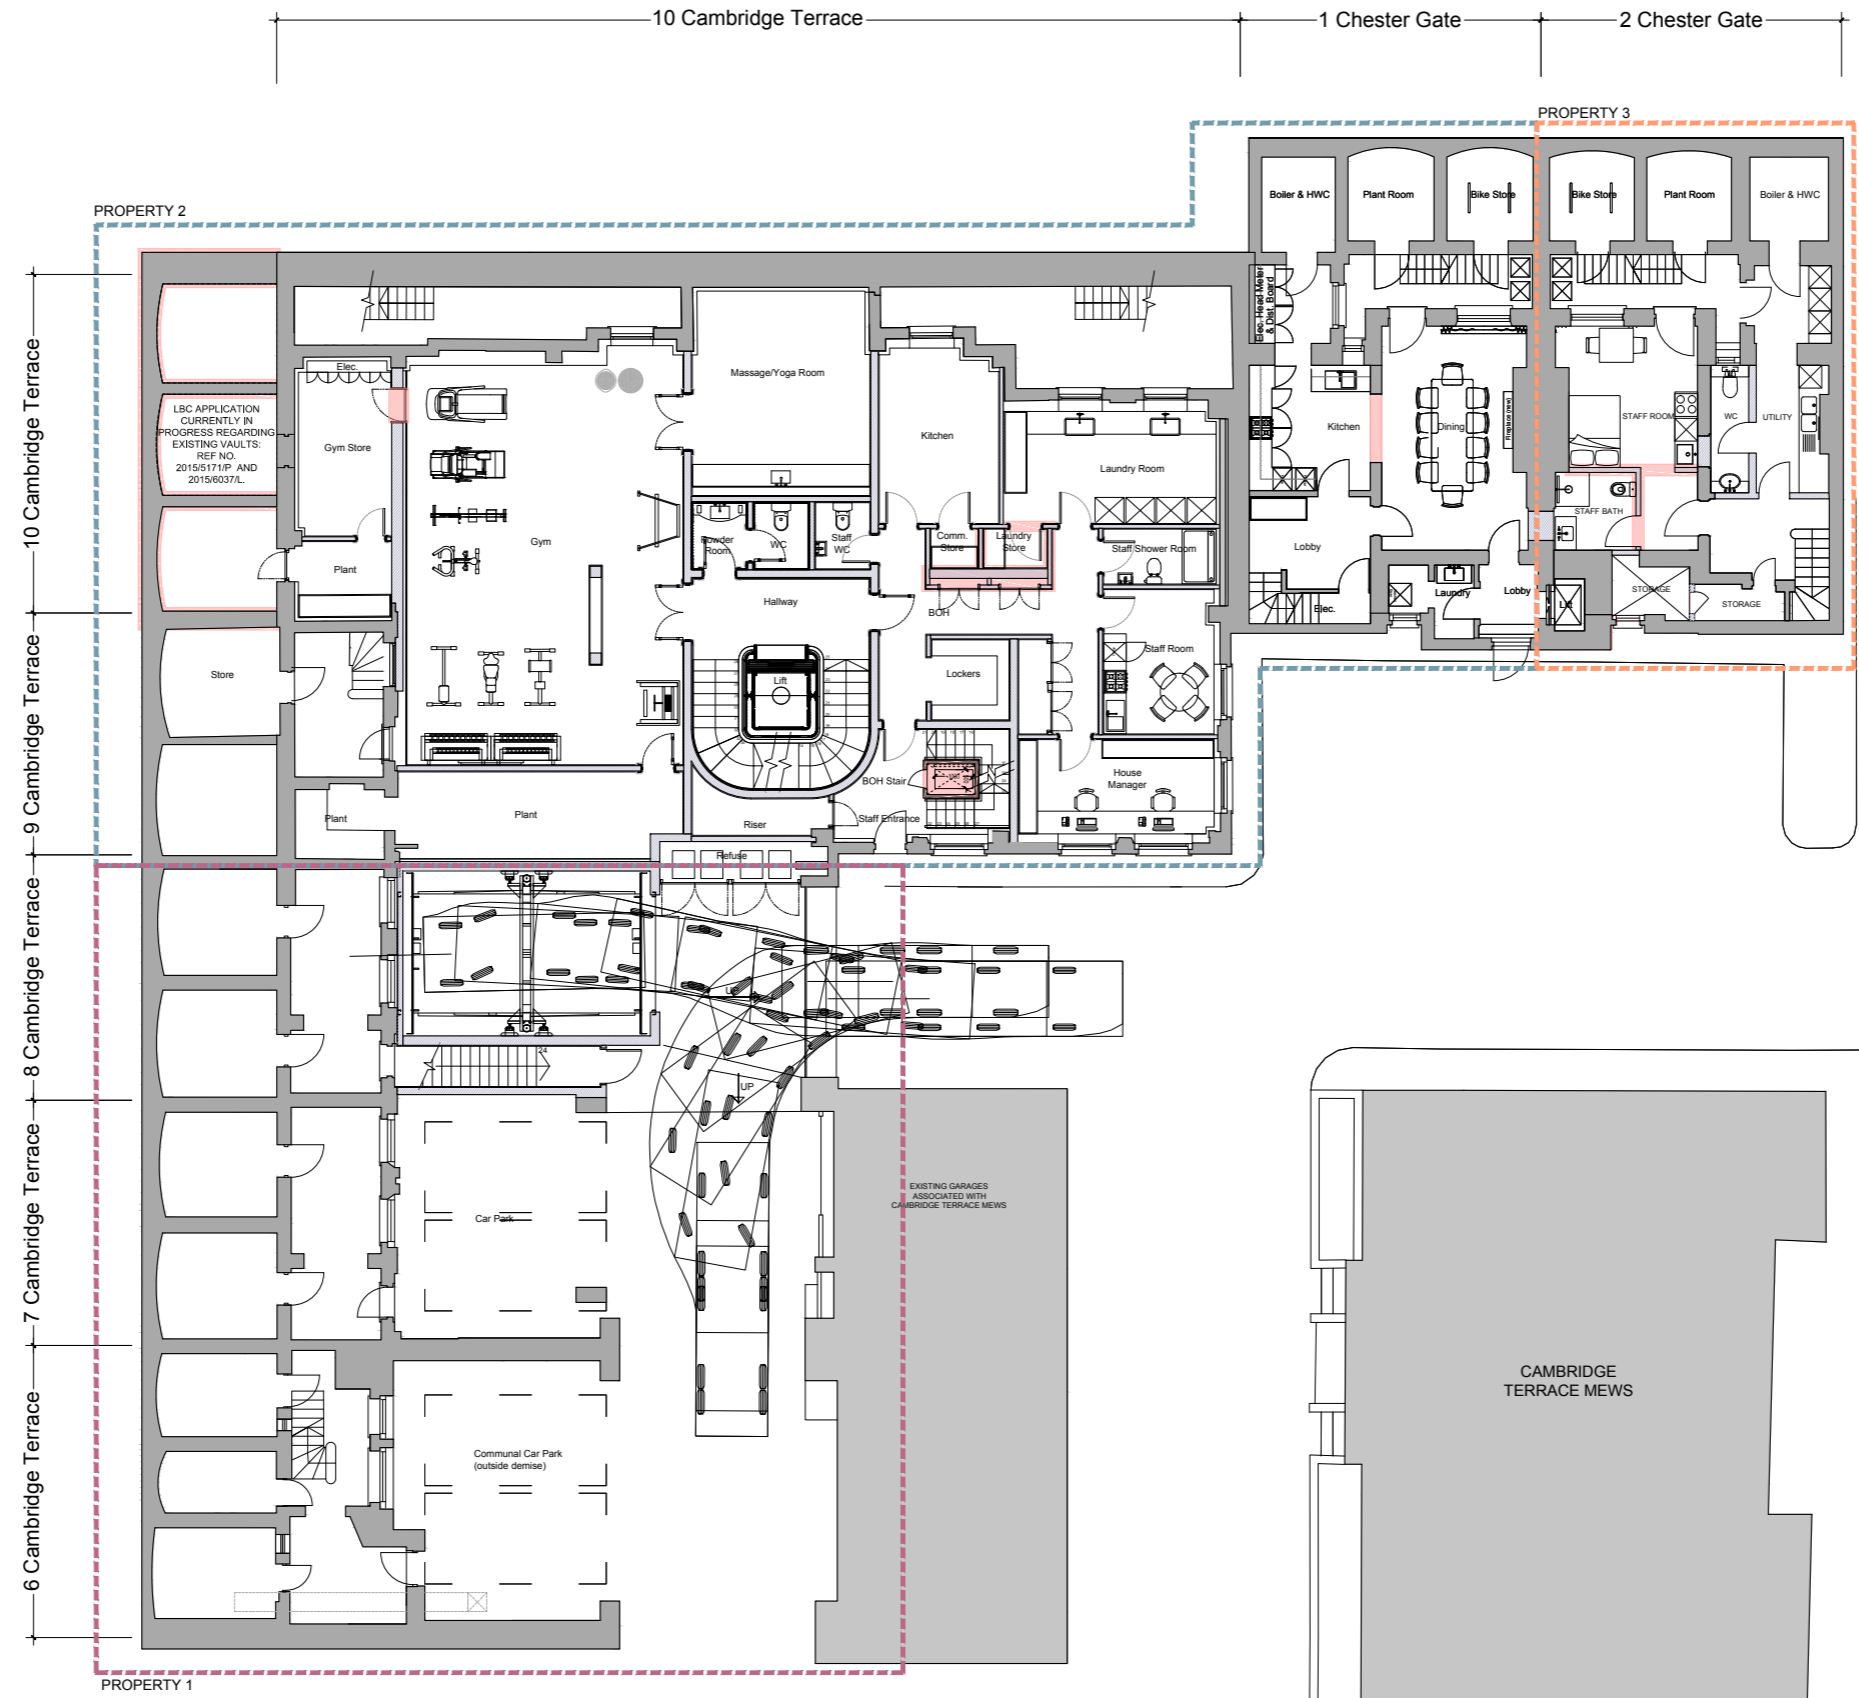 10 Cambridge Terrace
1 Chester Gate
2 Chester Gate
PROPERTY 3
PROPERTY 2
Boiler & HWC
Plant Room
Bike Store
Bike Store
Plant Room
Boiler & HWC
Elec. Head Meter
& Dist. Board
10 Cambridge Terrace
Elec.
Massage/Yoga Room
LBC APPLICATION
CURRENTLY IN
PROGRESS REGARDING
EXISTING VAULTS:
REF NO.
2015/5171/P AND
2015/6037/L.
Gym Store
Kitchen
Laundry Room
Kitchen
Dining
Fireplace (new)
STAFF ROOM
WC
UTILITY
STAFF BATH
Gym
Powder
Room
WC
Staff
WC
Comm.
Store
Laundry
Store
Staff Shower Room
Lobby
Plant
Hallway
BOH
Elec.
Laundry
Lobby
Lift
STORAGE
STORAGE
9 Cambridge Terrace
Store
Lift
Lockers
Staff Room
BOH Stair
House
Manager
Plant
Plant
Riser
Staff Entrance
Refuse
8 Cambridge Terrace
UP
24
UP
7 Cambridge Terrace
Car Park
EXISTING GARAGES
ASSOCIATED WITH
CAMBRIDGE TERRACE MEWS
6 Cambridge Terrace
CAMBRIDGE
TERRACE MEWS
Communal Car Park
(outside demise)
PROPERTY 1